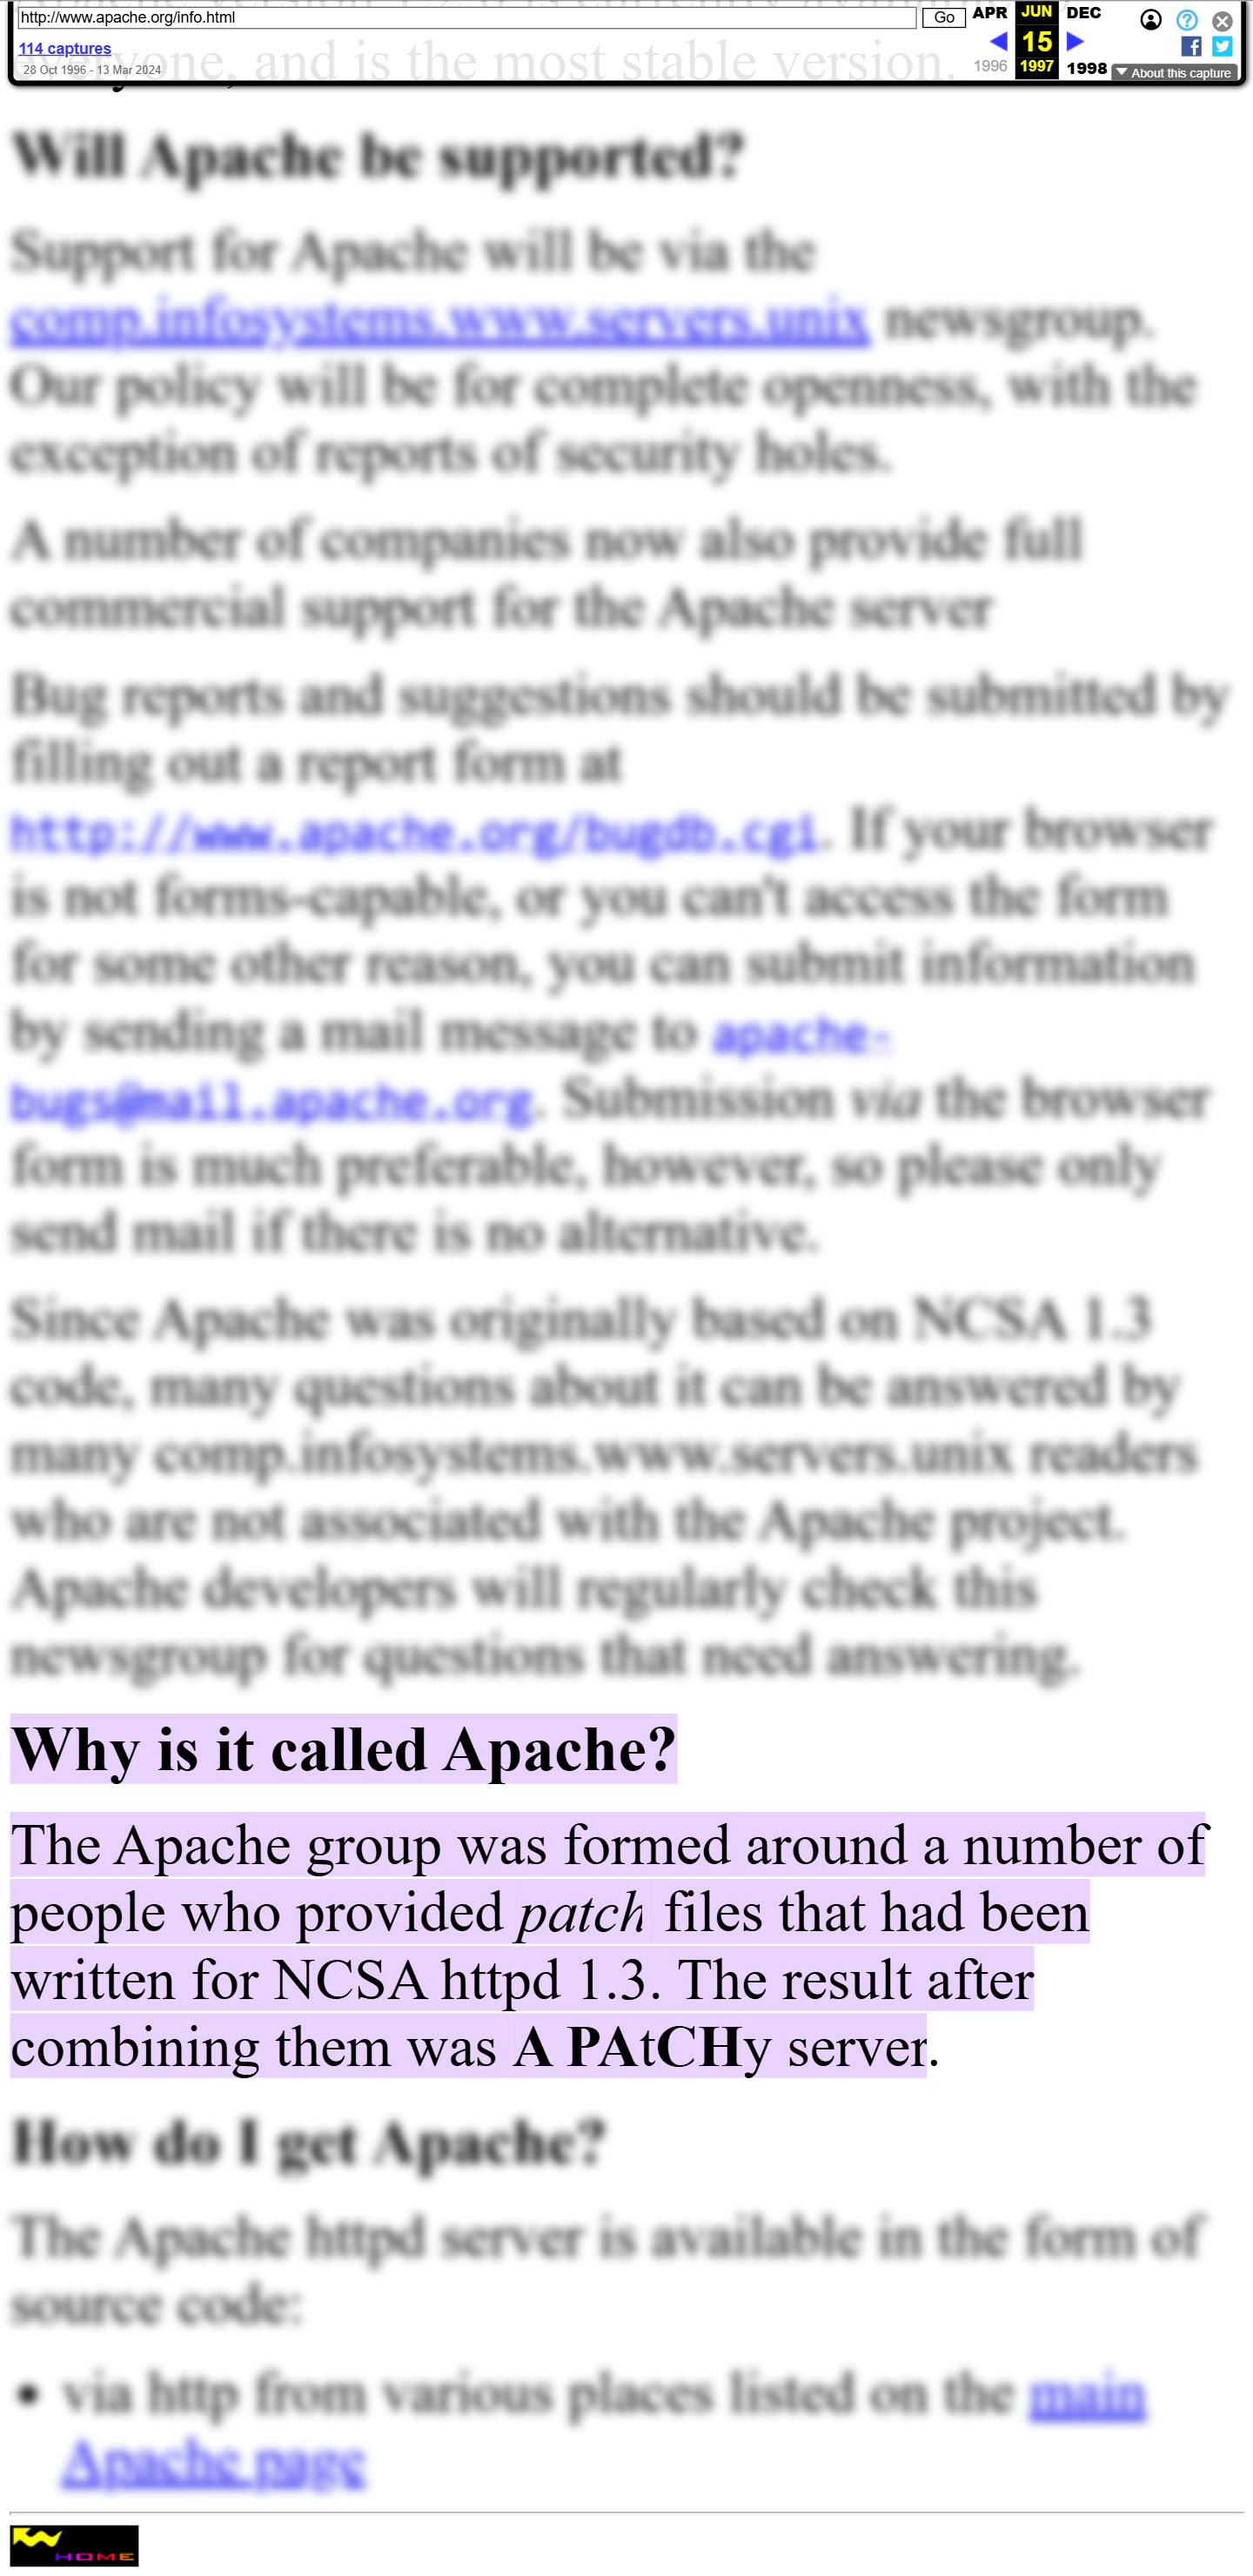 http://www.apache.org/info.html
Go
APR
JUN
DEC
114 captures
15
28 Oct 1996 - 13 Mar 2024
1996
1997
1998
About this capture
everyone, and is the most stable version.
Will Apache be supported?
Support for Apache will be via the
comp.infosystems.www.servers.unix newsgroup.
Our policy will be for complete openness, with the
exception of reports of security holes.
A number of companies now also provide full
commercial support for the Apache server
Bug reports and suggestions should be submitted by
filling out a report form at
http://www.apache.org/bugdb.cgi. If your browser
is not forms-capable, or you can't access the form
for some other reason, you can submit information
by sending a mail message to apache-
bugs@mail.apache.org. Submission via the browser
form is much preferable, however, so please only
send mail if there is no alternative.
Since Apache was originally based on NCSA 1.3
code, many questions about it can be answered by
many comp.infosystems.www.servers.unix readers
who are not associated with the Apache project.
Apache developers will regularly check this
newsgroup for questions that need answering.
Why is it called Apache?
The Apache group was formed around a number of
people who provided patch files that had been
written for NCSA httpd 1.3. The result after
combining them was A PAtCHy server.
How do I get Apache?
The Apache httpd server is available in the form of
source code:
• via http from various places listed on the main
Apache page
HOME